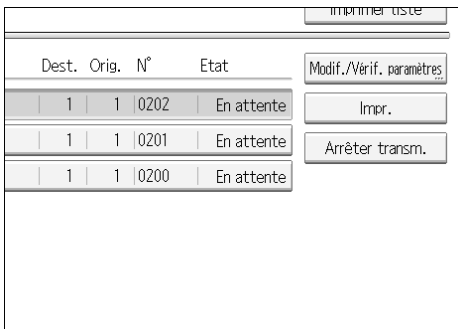 Imprimer liste
Dest. Orig. N° Etat
Modif./Vérif. paramètres
1 1 0202 En attente
Impr.
1 1 0201 En attente
Arrêter transm.
1 1 0200 En attente